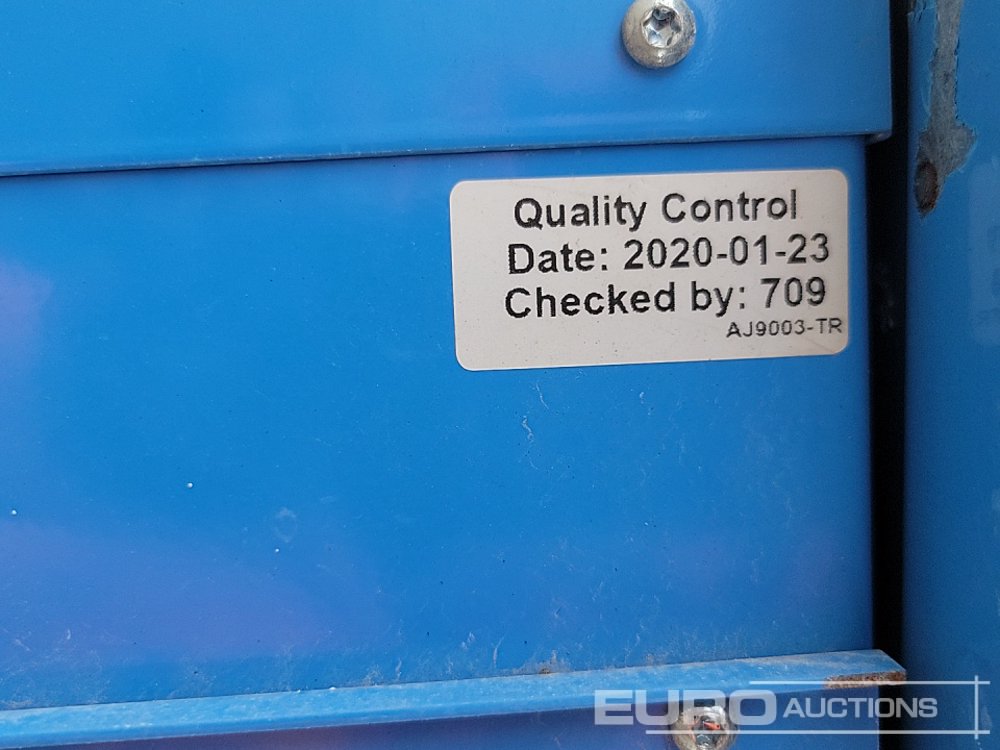 Quality Control
Date: 2020-01-23
Checked by: 709
AJ9003-TR
EURO AUCTIONS